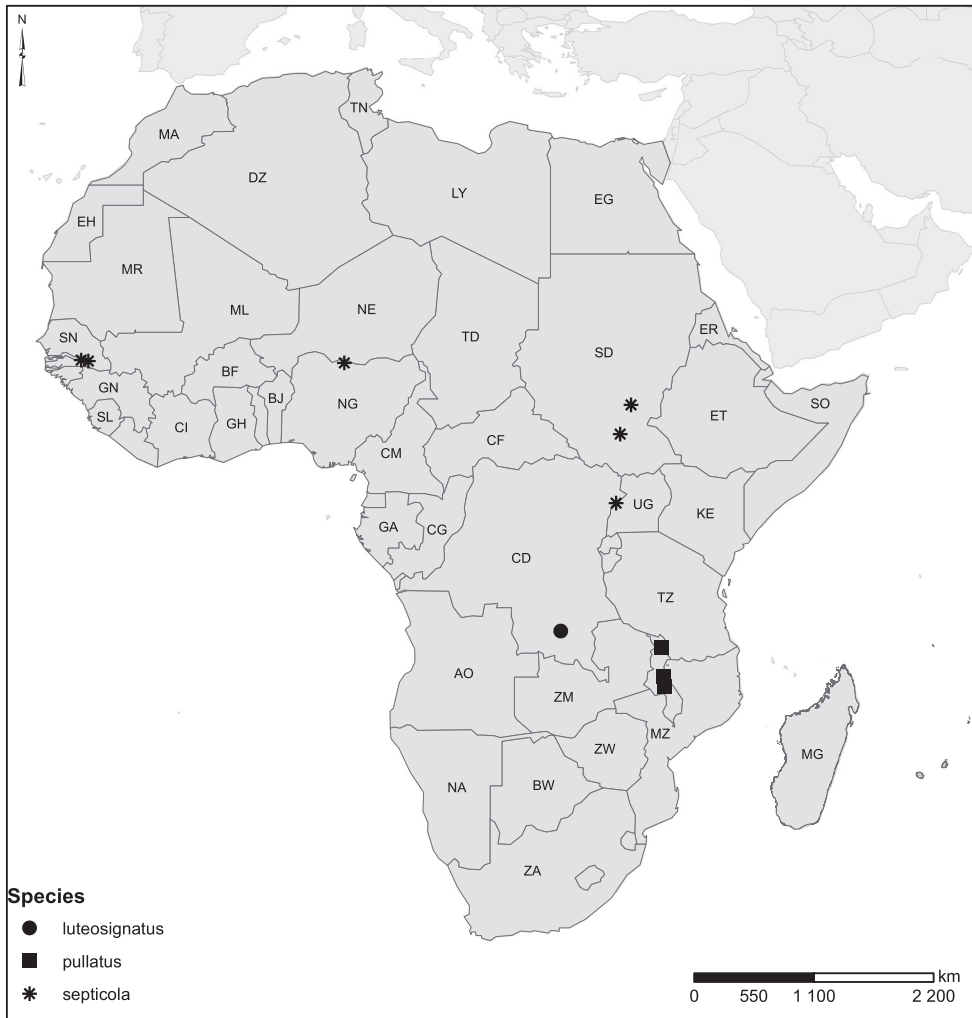 N
TN
MA
DZ
LY
EG
EH
MR
ML
NE
TD
SD
ER
SN
BF
NG
BJ
GN
SL
CI
GH
CM
CF
ET
SO
UG
KE
GA
CG
CD
TZ
AO
ZM
MZ
ZW
MG
NA
BW
ZA
Species
luteosignatus
pullatus
septicola
km
0 550 1 100 2 200